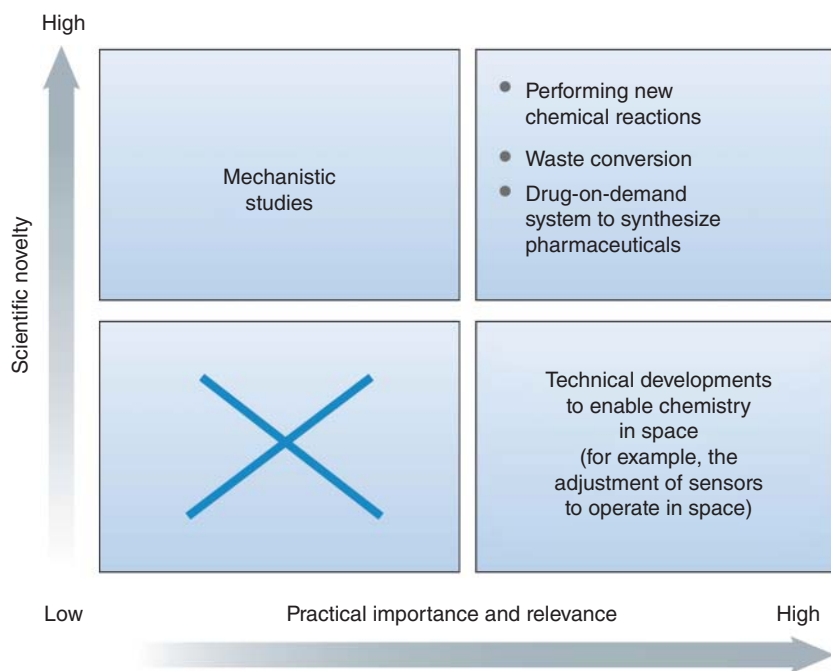 High
Scientific novelty
Mechanistic
studies
Performing new
chemical reactions
Waste conversion
Drug-on-demand
system to synthesize
pharmaceuticals
Technical developments
to enable chemistry
in space
(for example, the
adjustment of sensors
to operate in space)
Low
Practical importance and relevance
High